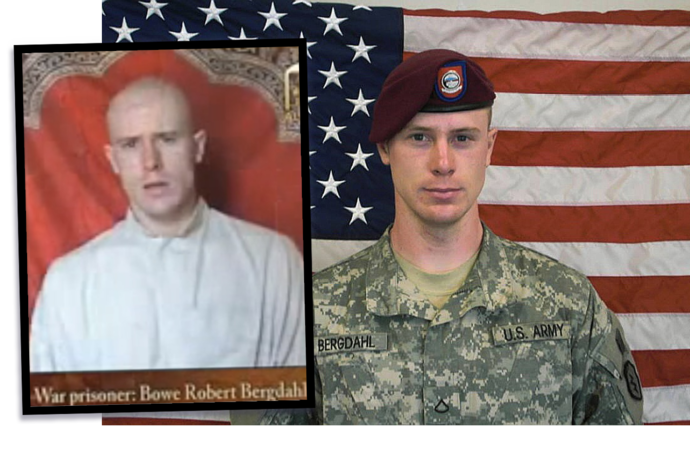 War prisoner: Bowe Robert Bergdahl
BERGDAHL
U.S. ARMY